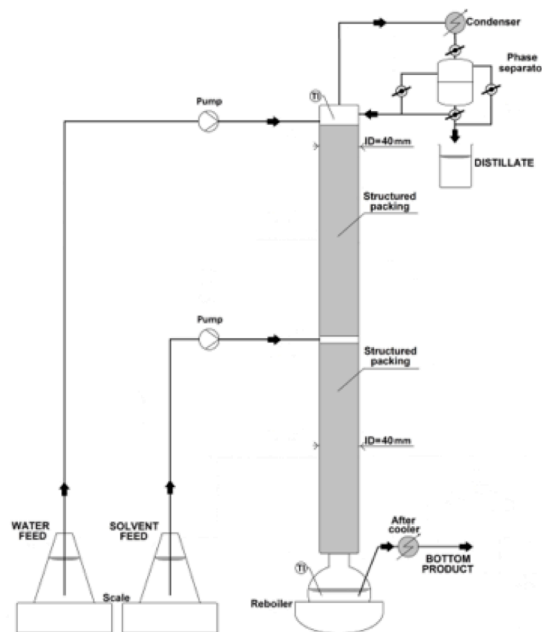 Condenser
Phase
separato
TI
Pump
ID=40mm
DISTILLATE
Structured
packing
Pump
Structured
packing
ID=40mm
WATER
FEED
SOLVENT
FEED
After
cooler
BOTTOM
PRODUCT
TI
Scale
Reboiler